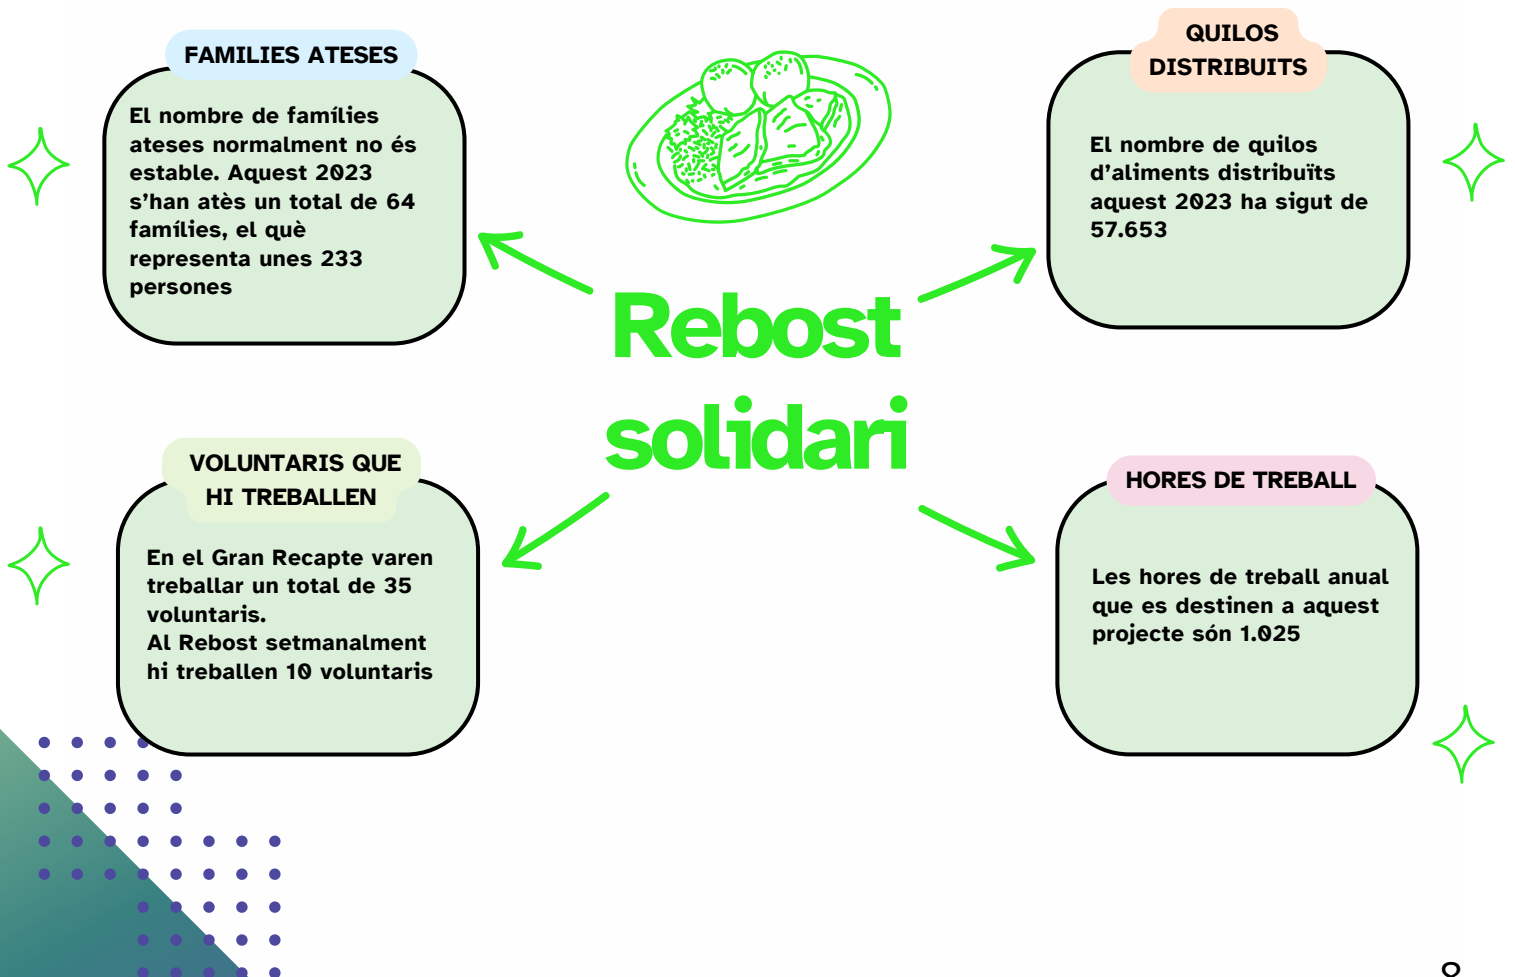 FAMILIES ATESES
El nombre de famílies
ateses normalment no és
estable. Aquest 2023
s’han atès un total de 64
famílies, el què
representa unes 233
persones
QUILOS
DISTRIBUITS
El nombre de quilos
d’aliments distribuïts
aquest 2023 ha sigut de
57.653
Rebost
solidari
VOLUNTARIS QUE
HI TREBALLEN
En el Gran Recapte varen
treballar un total de 35
voluntaris.
Al Rebost setmanalment
hi treballen 10 voluntaris
HORES DE TREBALL
Les hores de treball anual
que es destinen a aquest
projecte són 1.025